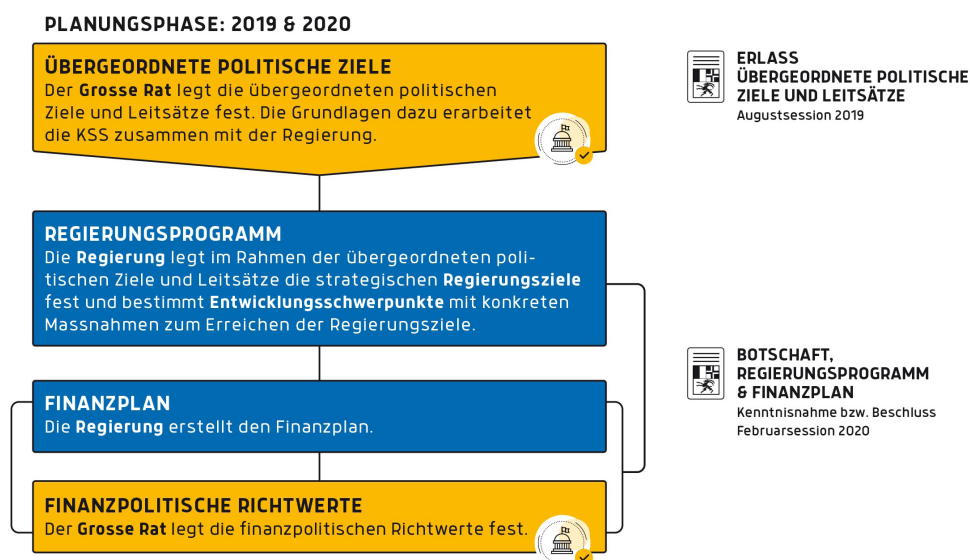 PLANUNGSPHASE: 2019 & 2020
ÜBERGEORDNETE POLITISCHE ZIELE
Der Grosse Rat legt die übergeordneten politischen
Ziele und Leitsätze fest. Die Grundlagen dazu erarbeitet
die KSS zusammen mit der Regierung.
ERLASS
ÜBERGEORDNETE POLITISCHE
ZIELE UND LEITSÄTZE
Augustsession 2019
REGIERUNGSPROGRAMM
Die Regierung legt im Rahmen der übergeordneten poli-
tischen Ziele und Leitsätze die strategischen Regierungsziele
fest und bestimmt Entwicklungsschwerpunkte mit konkreten
Massnahmen zum Erreichen der Regierungsziele.
BOTSCHAFT,
REGIERUNGSPROGRAMM
& FINANZPLAN
Kenntnisnahme bzw. Beschluss
Februarsession 2020
FINANZPLAN
Die Regierung erstellt den Finanzplan.
FINANZPOLITISCHE RICHTWERTE
Der Grosse Rat legt die finanzpolitischen Richtwerte fest.